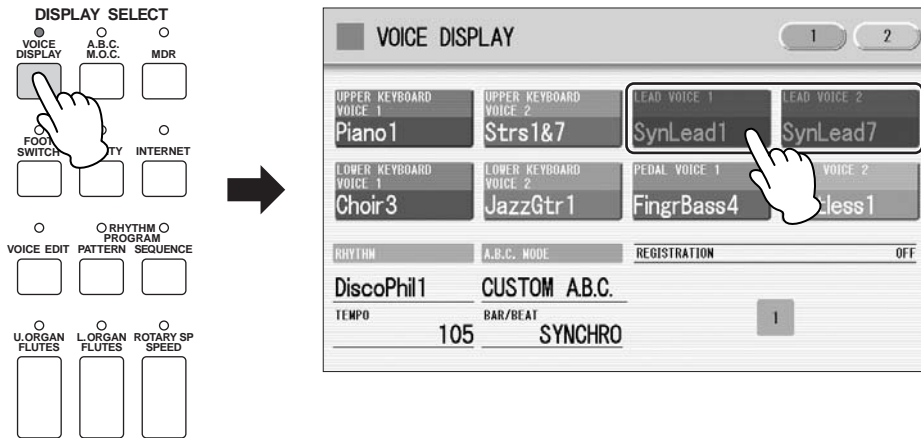 DISPLAY SELECT
VOICE DISPLAY
A.B.C. M.O.C.
MDR
INTERNET
VOICE EDIT
RHYTHM PROGRAM
PATTERN
SEQUENCE
U.ORGAN FLUTES
L.ORGAN FLUTES
ROTARY SP SPEED
VOICE DISPLAY
1
2
UPPER KEYBOARD VOICE 1
Piano1
UPPER KEYBOARD VOICE 2
Strs1&7
LEAD VOICE 1
SynLead1
LEAD VOICE 2
SynLead7
LOWER KEYBOARD VOICE 1
Choir3
LOWER KEYBOARD VOICE 2
JazzGtr1
PEDAL VOICE 1
FingrBass4
VOICE 2
RHYTHM
DiscoPhil1
A.B.C. MODE
CUSTOM A.B.C.
REGISTRATION
OFF
TEMPO
105
BAR/BEAT
SYNCHRO
1